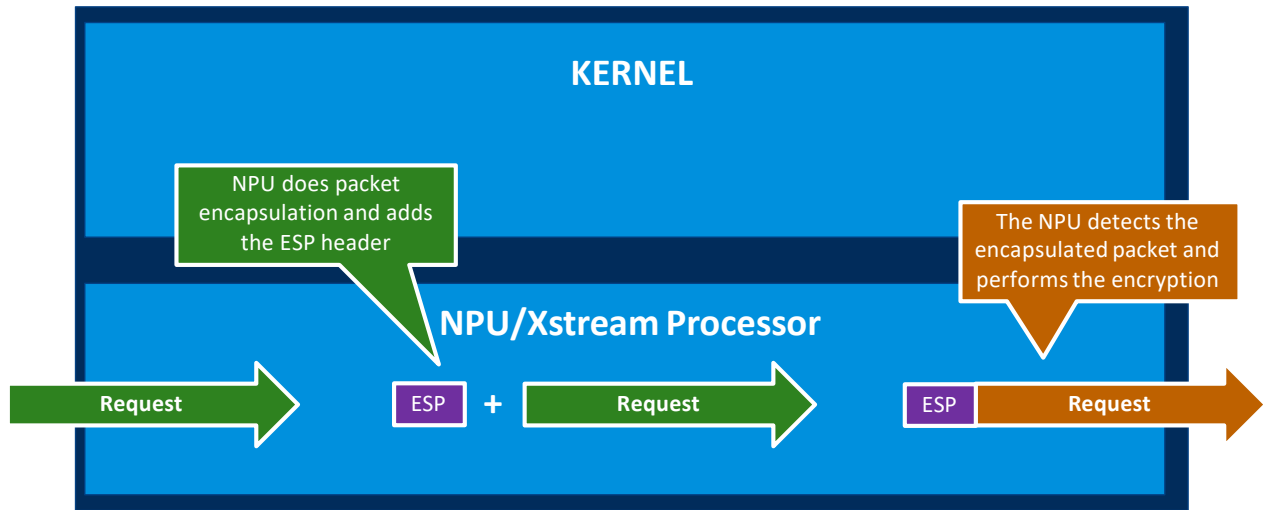 KERNEL
NPU does packet
encapsulation and adds
the ESP header
The NPU detects the
encapsulated packet and
performs the encryption
NPU/Xstream Processor
Request
ESP
+
Request
ESP
Request